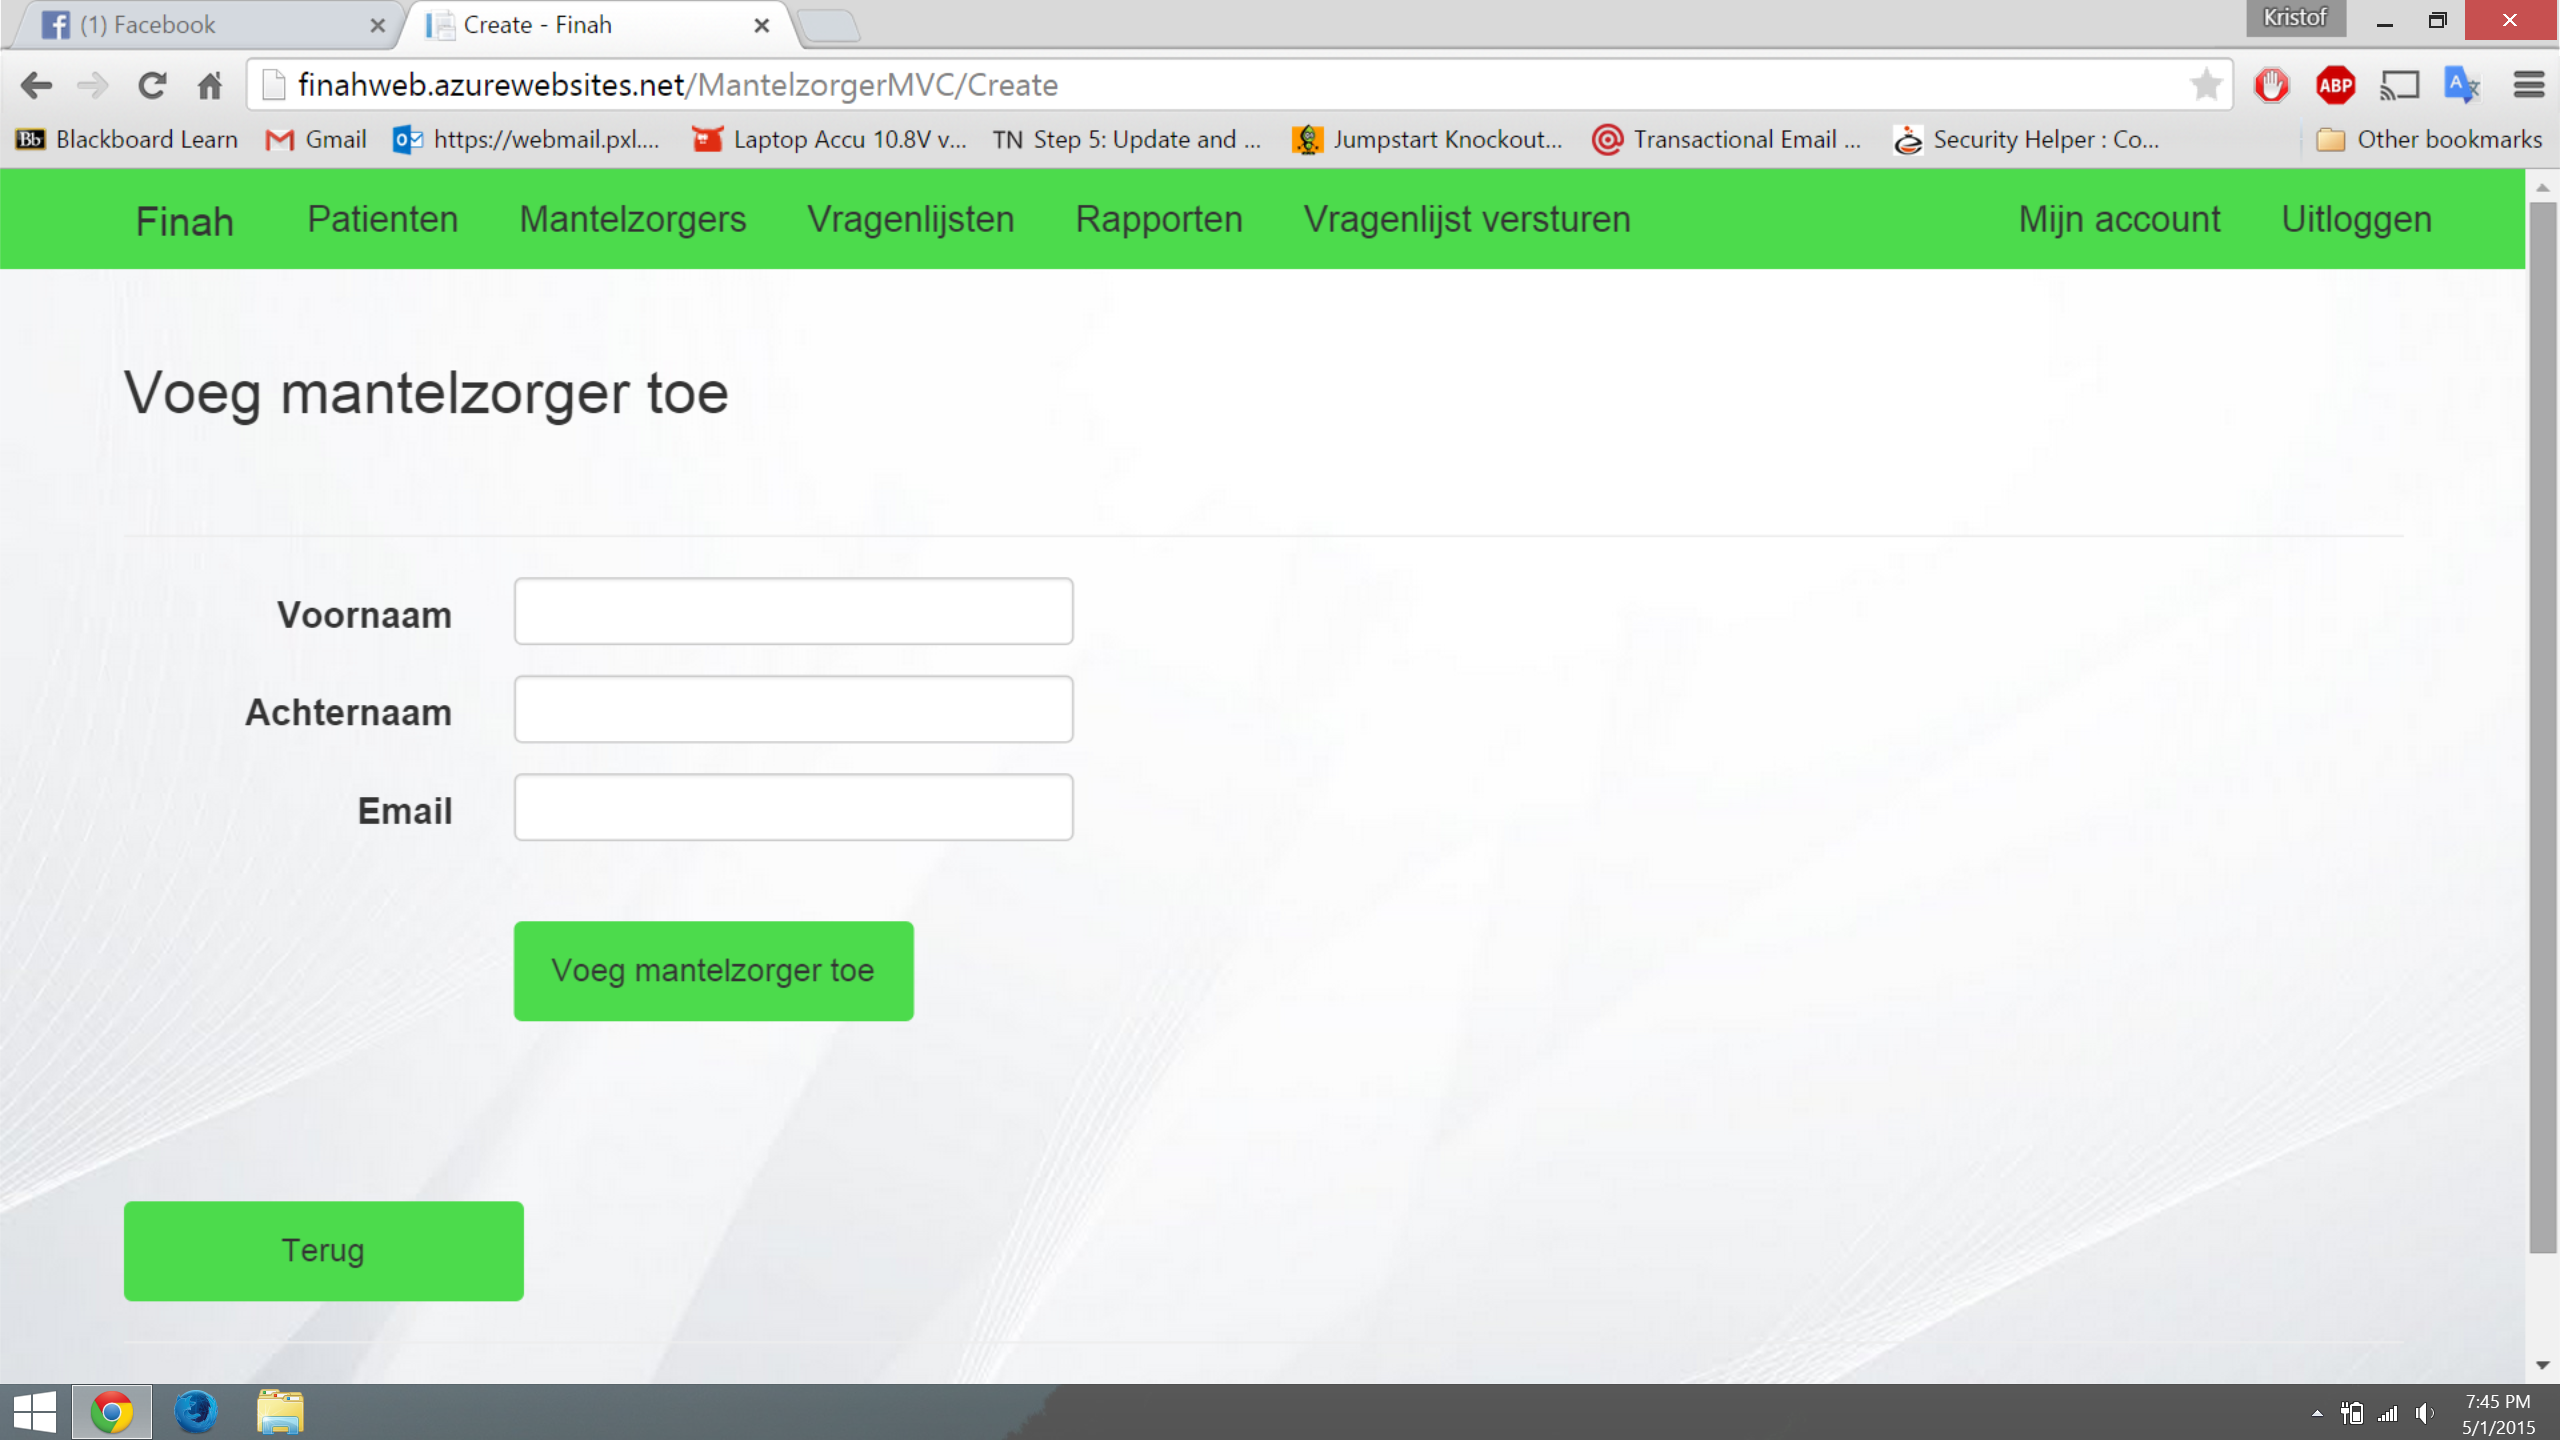 (1) Facebook
Create - Finah
Kristof
finahweb.azurewebsites.net/MantelzorgerMVC/Create
ABP
Bb Blackboard Learn
Gmail
https://webmail.pxl....
Laptop Accu 10.8V v...
TN Step 5: Update and ...
Jumpstart Knockout...
Transactional Email ...
Security Helper : Co...
Other bookmarks
Finah
Patienten
Mantelzorgers
Vragenlijsten
Rapporten
Vragenlijst versturen
Mijn account
Uitloggen
Voeg mantelzorger toe
Voornaam
Achternaam
Email
Voeg mantelzorger toe
Terug
7:45 PM
5/1/2015